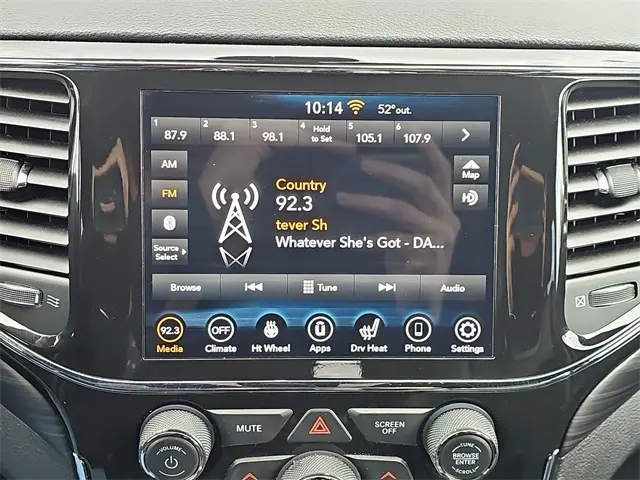 10:14 52°out.
1 87.9 2 88.1 3 98.1 4 Hold to Set 5 105.1 6 107.9
AM
FM
Source Select
Country
92.3
tever Sh
Whatever She's Got - DA...
Map
HD
Browse Tune Audio
92.3 OFF
Media Climate Ht Wheel Apps Drv Heat Phone Settings
MUTE SCREEN OFF
VOLUME
TUNE
BROWSE
ENTER
SCROLL